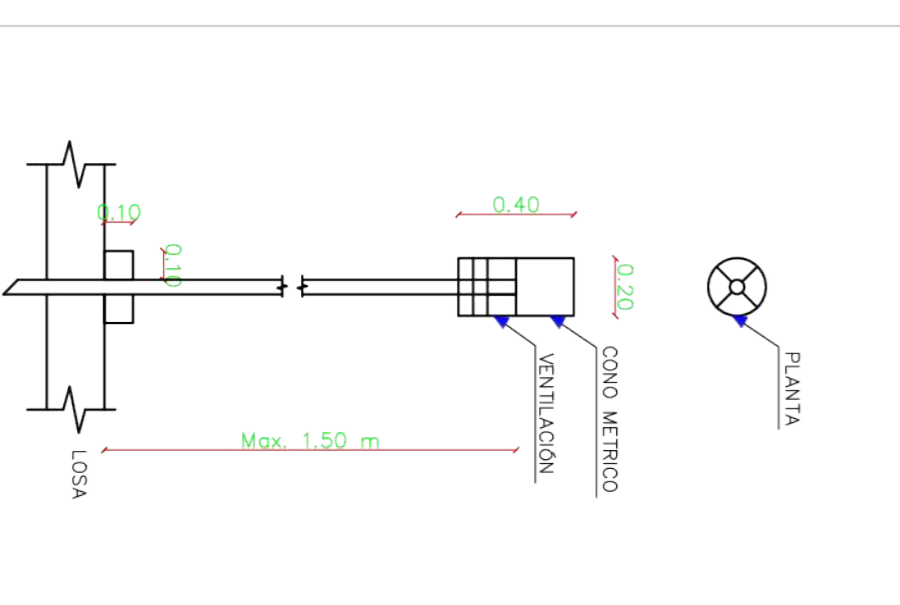 0.40
0.10
0.10
0.20
PLANTA
CONO METRICO
VENTILACIÓN
Max. 1.50 m
LOSA